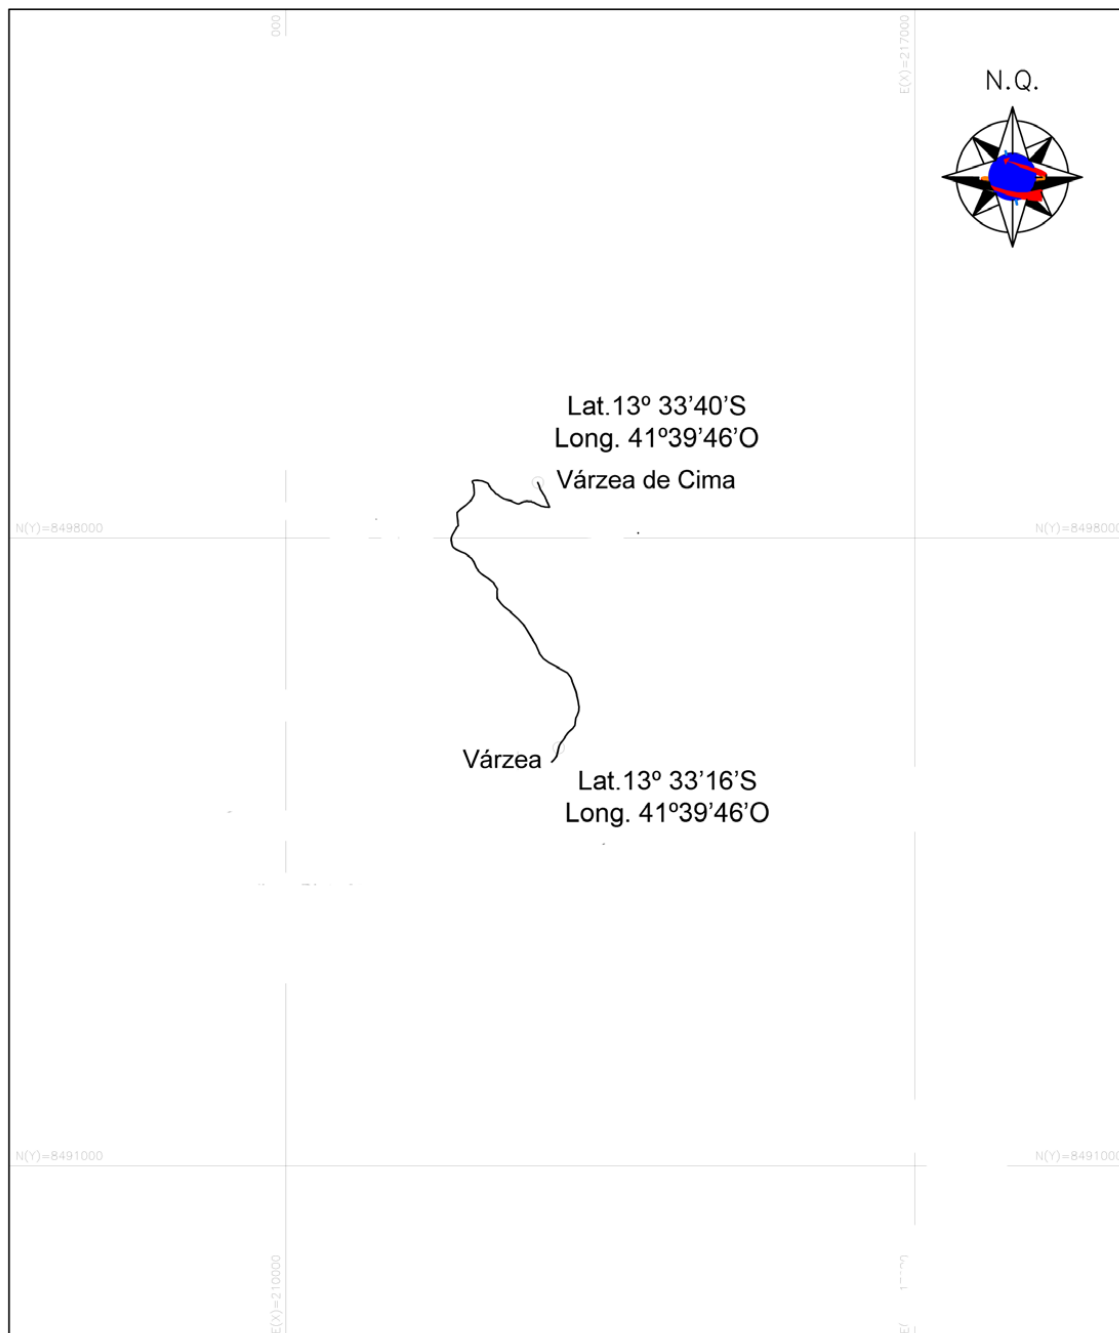 000
E(X)=217000
N.Q.
Lat.13º 33’40’S
Long. 41º39’46’O
Várzea de Cima
N(Y)=8498000
N(Y)=8498000
Várzea
Lat.13º 33’16’S
Long. 41º39’46’O
N(Y)=8491000
N(Y)=8491000
E(X)=210000